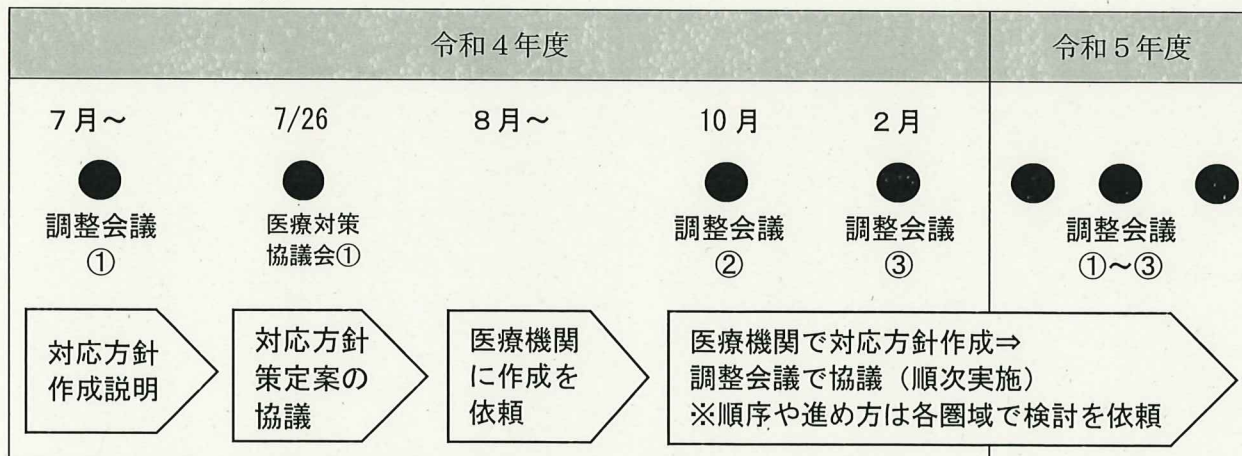 令和４年度
令和５年度
７月～
7/26
８月～
10月
２月
調整会議
①
医療対策
協議会①
調整会議
②
調整会議
③
調整会議
①～③
対応方針
作成説明
対応方針
策定案の
協議
医療機関
に作成を
依頼
医療機関で対応方針作成⇒
調整会議で協議（順次実施）
※順序や進め方は各圏域で検討を依頼